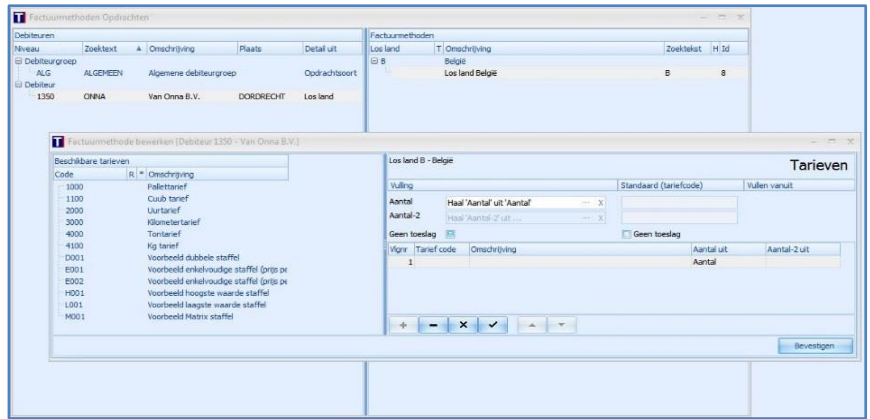 Factuurmethoden Opdrachten
Debiteuren
Niveau Zoektext Omschrijving Plaats Detail uit
Debiteurgroep
ALG ALGEMEEN Algemene debiteurgroep Opdrachtsoort
Debiteur
1350 ONNA Van Onna B.V. DORDRECHT Los land
Factuurmethoden
Los land T Omschrijving Zoektekst H Id
B België
Los land België B 8
Factuurmethode bewerken [Debiteur 1350 - Van Onna B.V.]
Beschikbare tarieven
Code R * Omschrijving
1000 Pallettarief
1100 Cuub tarief
2000 Uurtarief
3000 Kilometertarief
4000 Tontarief
4100 Kg tarief
D001 Voorbeeld dubbele staffel
E001 Voorbeeld enkelvoudige staffel (prijs pe
E002 Voorbeeld enkelvoudige staffel (prijs pe
H001 Voorbeeld hoogste waarde staffel
L001 Voorbeeld laagste waarde staffel
M001 Voorbeeld Matrix staffel
Los land B - België Tarieven
Vulling Standaard (tariefcode) Vullen vanuit
Aantal Haal 'Aantal' uit 'Aantal' ... X
Aantal-2 Haal 'Aantal-2' uit ... ... X
Geen toeslag Geen toeslag
Vlgnr Tarief code Omschrijving Aantal uit Aantal-2 uit
1 Aantal
Bevestigen